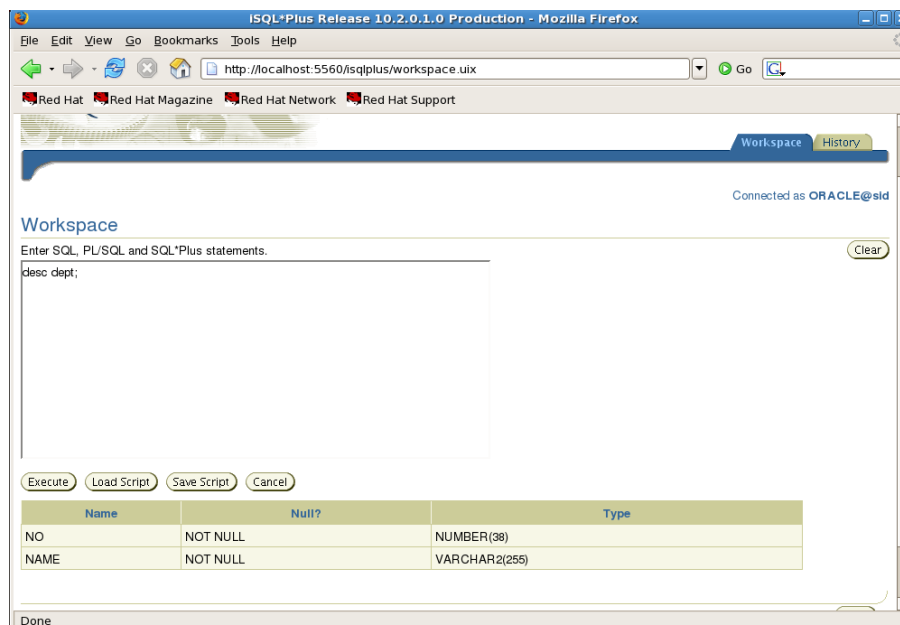 iSQL*Plus Release 10.2.0.1.0 Production - Mozilla Firefox
File Edit View Go Bookmarks Tools Help
http://localhost:5560/isqlplus/workspace.uix Go G
Red Hat Red Hat Magazine Red Hat Network Red Hat Support
Workspace History
Connected as ORACLE@sid
Workspace
Enter SQL, PL/SQL and SQL*Plus statements. Clear
desc dept;
Execute Load Script Save Script Cancel
Name Null? Type
NO NOT NULL NUMBER(38)
NAME NOT NULL VARCHAR2(255)
Done